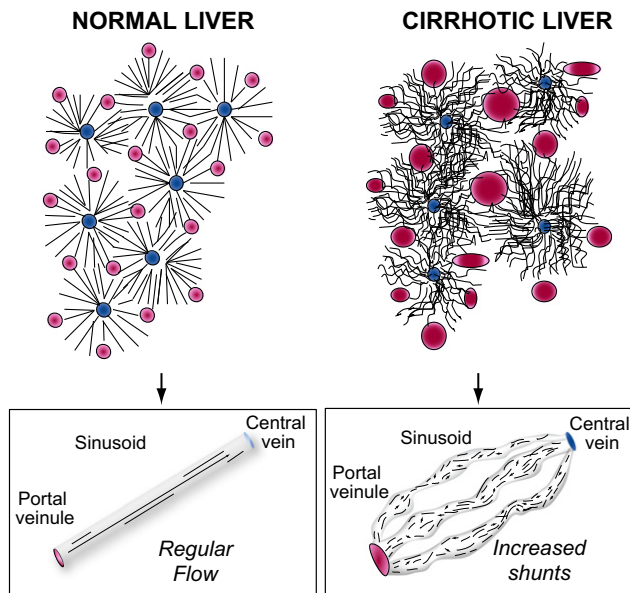 NORMAL LIVER
CIRRHOTIC LIVER
Sinusoid
Central
vein
Portal
veinule
Regular
Flow
Sinusoid
Central
vein
Portal
veinule
Increased
shunts